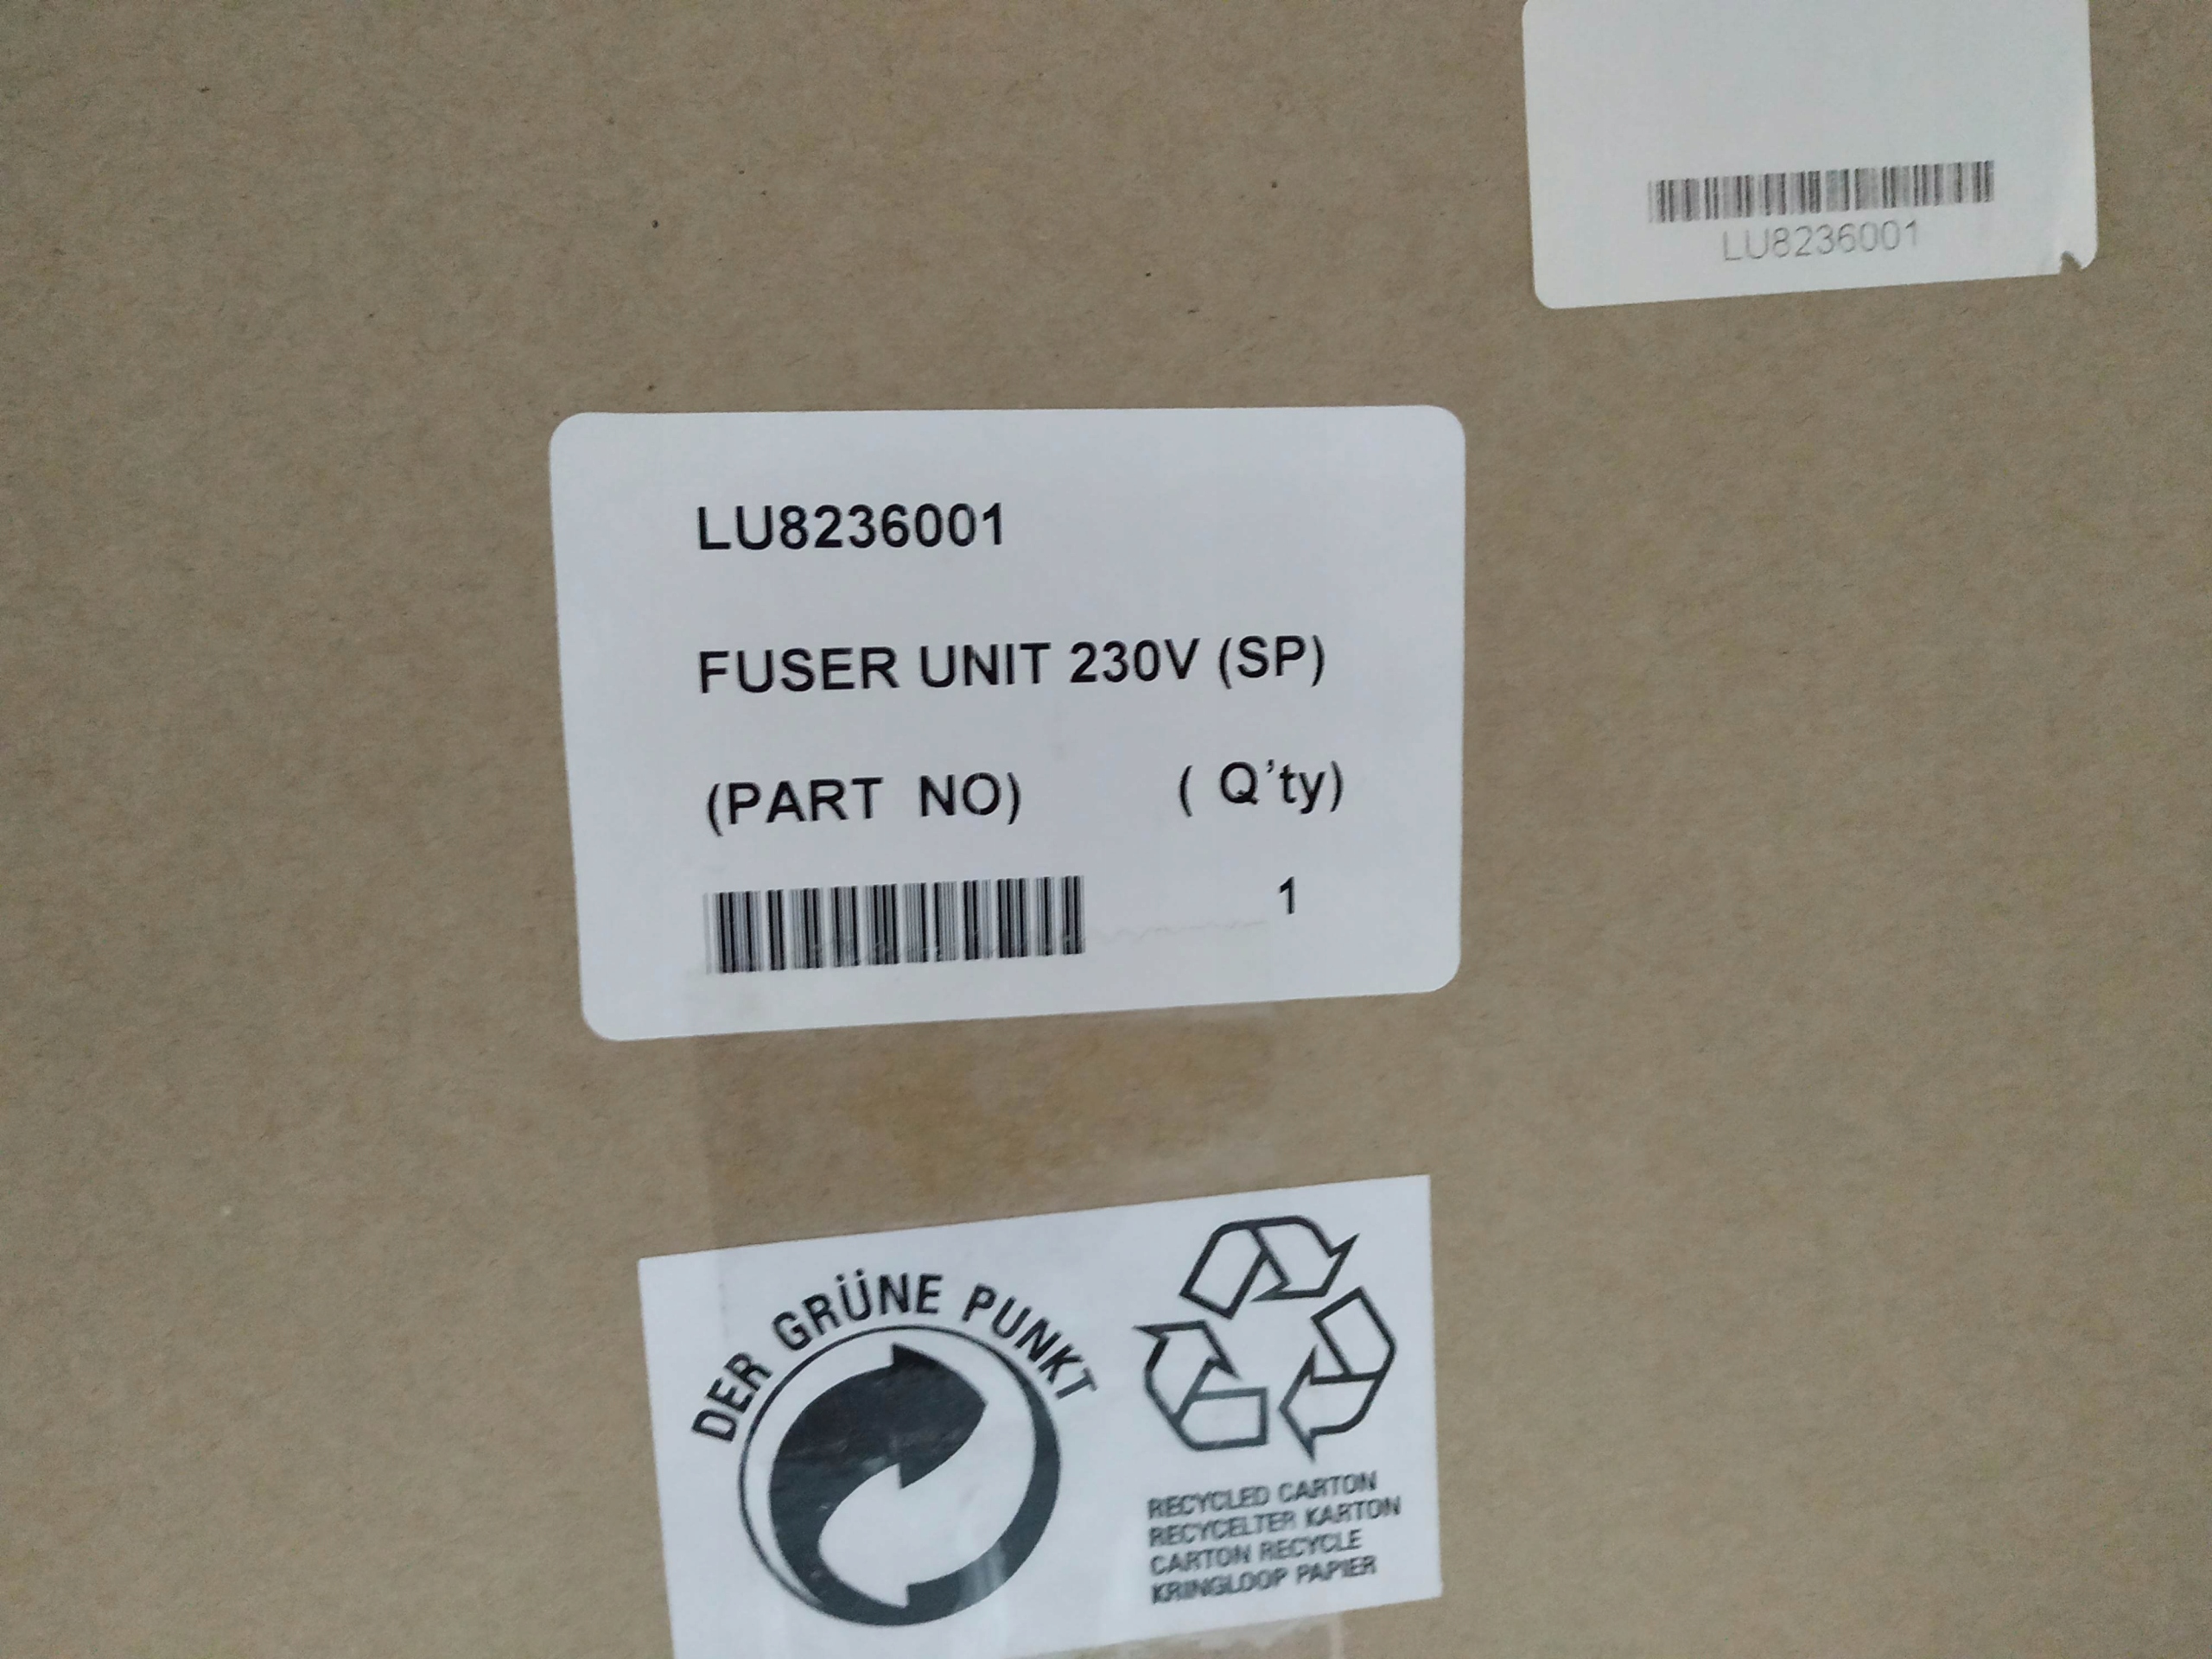 LU8236001
LU8236001
FUSER UNIT 230V (SP)
(PART NO) ( Q'ty)
1
DER GRÜNE PUNKT
RECYCLED CARTON
RECYCELTER KARTON
CARTON RECYCLE
KRINGLOOP PAPIER